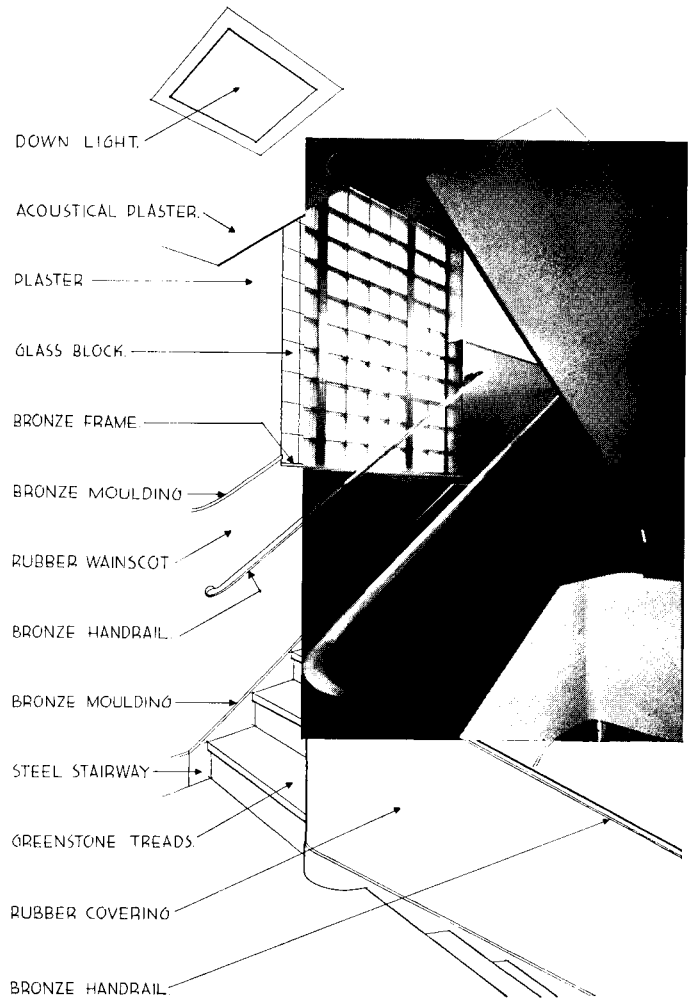 DOWN LIGHT.
ACOUSTICAL PLASTER.
PLASTER
GLASS BLOCK.
BRONZE FRAME.
BRONZE MOULDING
RUBBER WAINSCOT
BRONZE HANDRAIL.
BRONZE MOULDING
STEEL STAIRWAY
GREENSTONE TREADS.
RUBBER COVERING
BRONZE HANDRAIL.